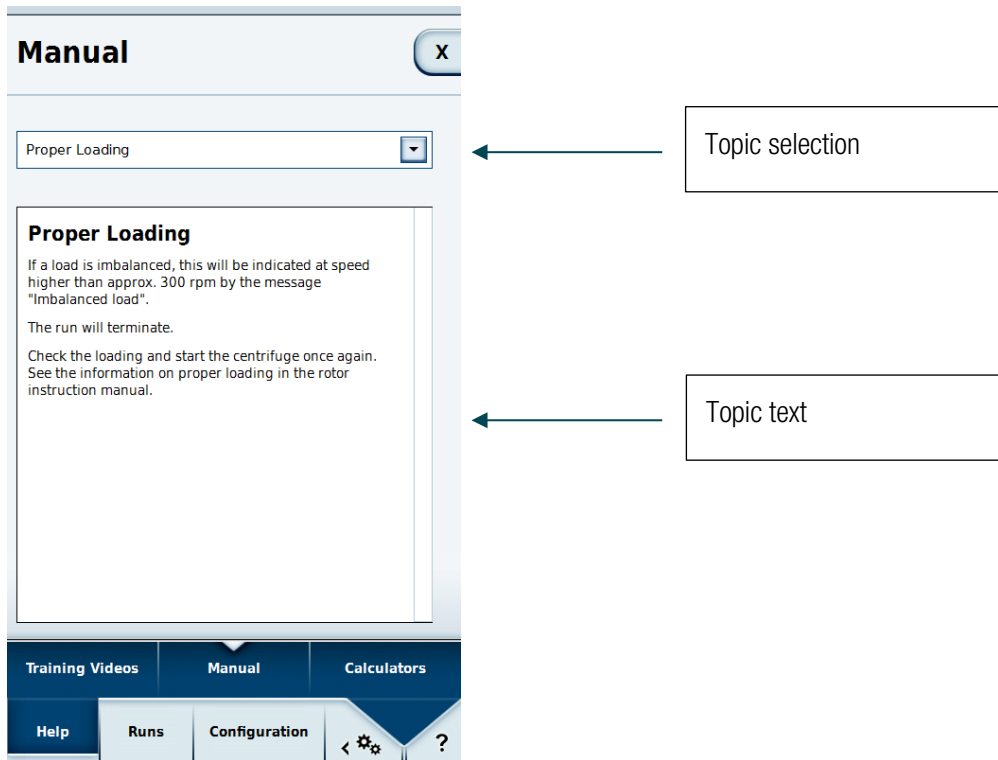 Manual
X
Proper Loading
Topic selection
Proper Loading
If a load is imbalanced, this will be indicated at speed
higher than approx. 300 rpm by the message
"Imbalanced load".
The run will terminate.
Check the loading and start the centrifuge once again.
See the information on proper loading in the rotor
instruction manual.
Topic text
Training Videos
Manual
Calculators
Help
Runs
Configuration
<
?